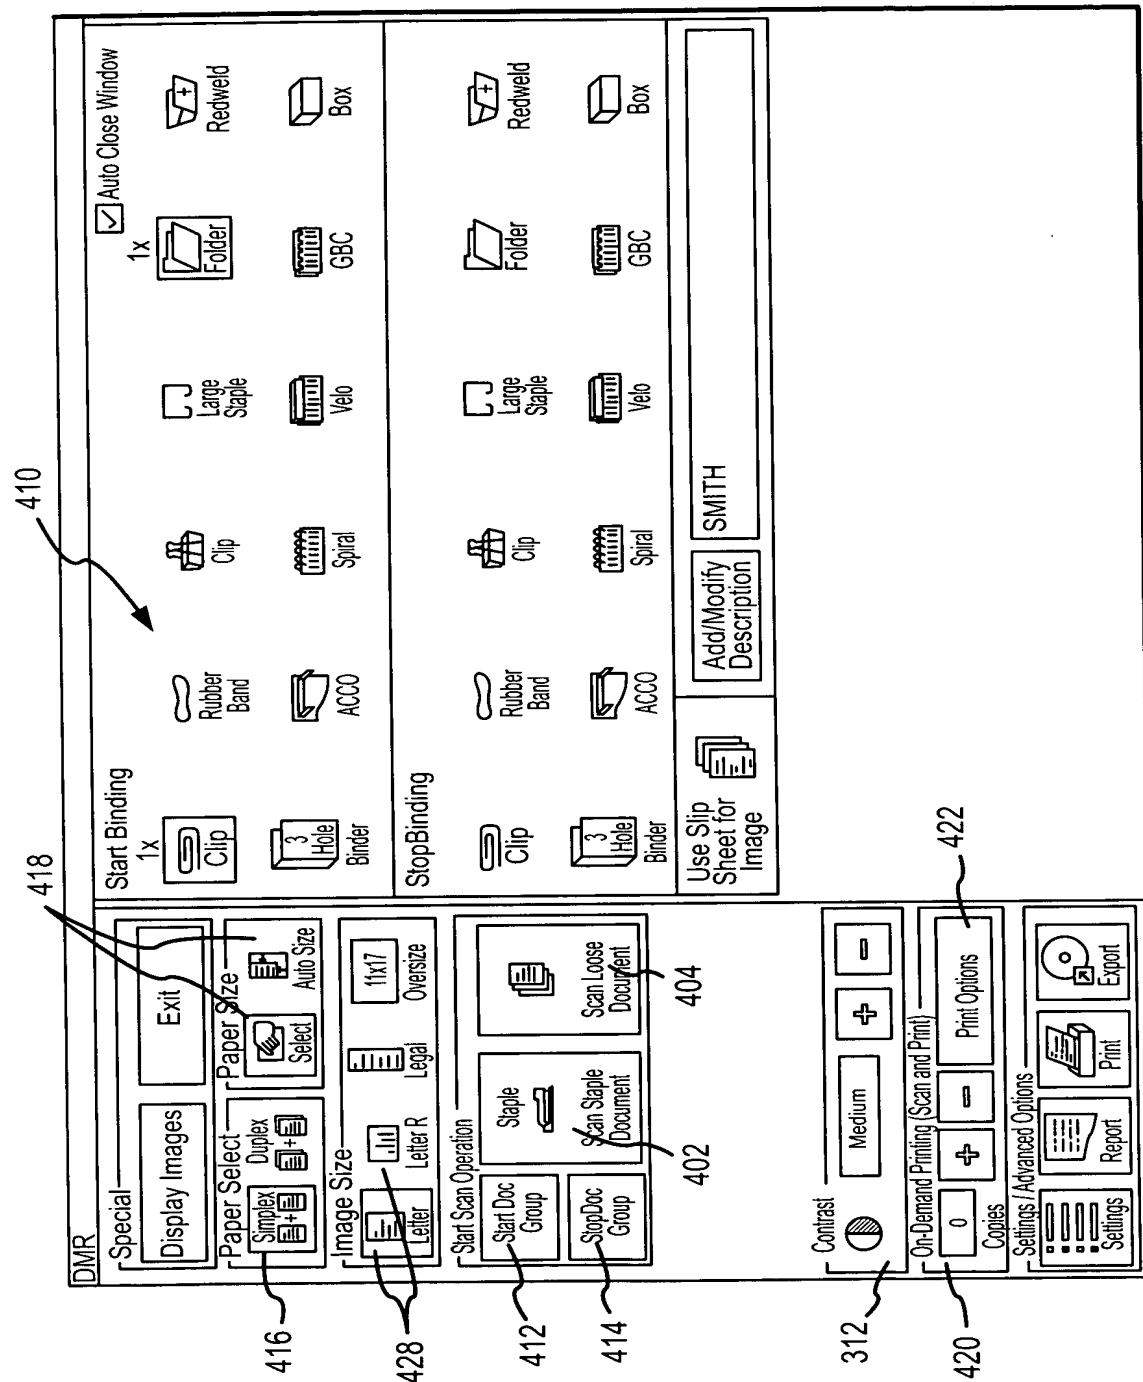 DMR
Special
Display Images
Exit
Paper Select
Simplex
Duplex
Paper Size
Select
Auto Size
Image Size
Letter
Letter R
Legal
11x17
Oversize
Start Scan Operation
Start Doc
Group
StopDoc
Group
Staple
Scan Staple
Document
Scan Loose
Document
Contrast
Medium
+
−
On-Demand Printing (Scan and Print)
0
Copies
+
−
Print Options
Settings / Advanced Options
Settings
Report
Print
Export
Start Binding
Auto Close Window
1x
Clip
Rubber
Band
Clip
Large
Staple
1x
Folder
Redweld
3
Hole
Binder
ACCO
Spiral
Velo
GBC
Box
StopBinding
Clip
Rubber
Band
Clip
Large
Staple
Folder
Redweld
3
Hole
Binder
ACCO
Spiral
Velo
GBC
Box
Use Slip
Sheet for
Image
Add/Modify
Description
SMITH
410
418
416
428
412
414
402
404
312
420
422